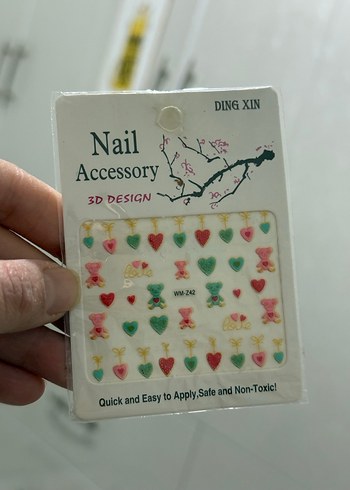 DING XIN
Nail
Accessory
3D DESIGN
WM-Z42
Quick and Easy to Apply,Safe and Non-Toxic!